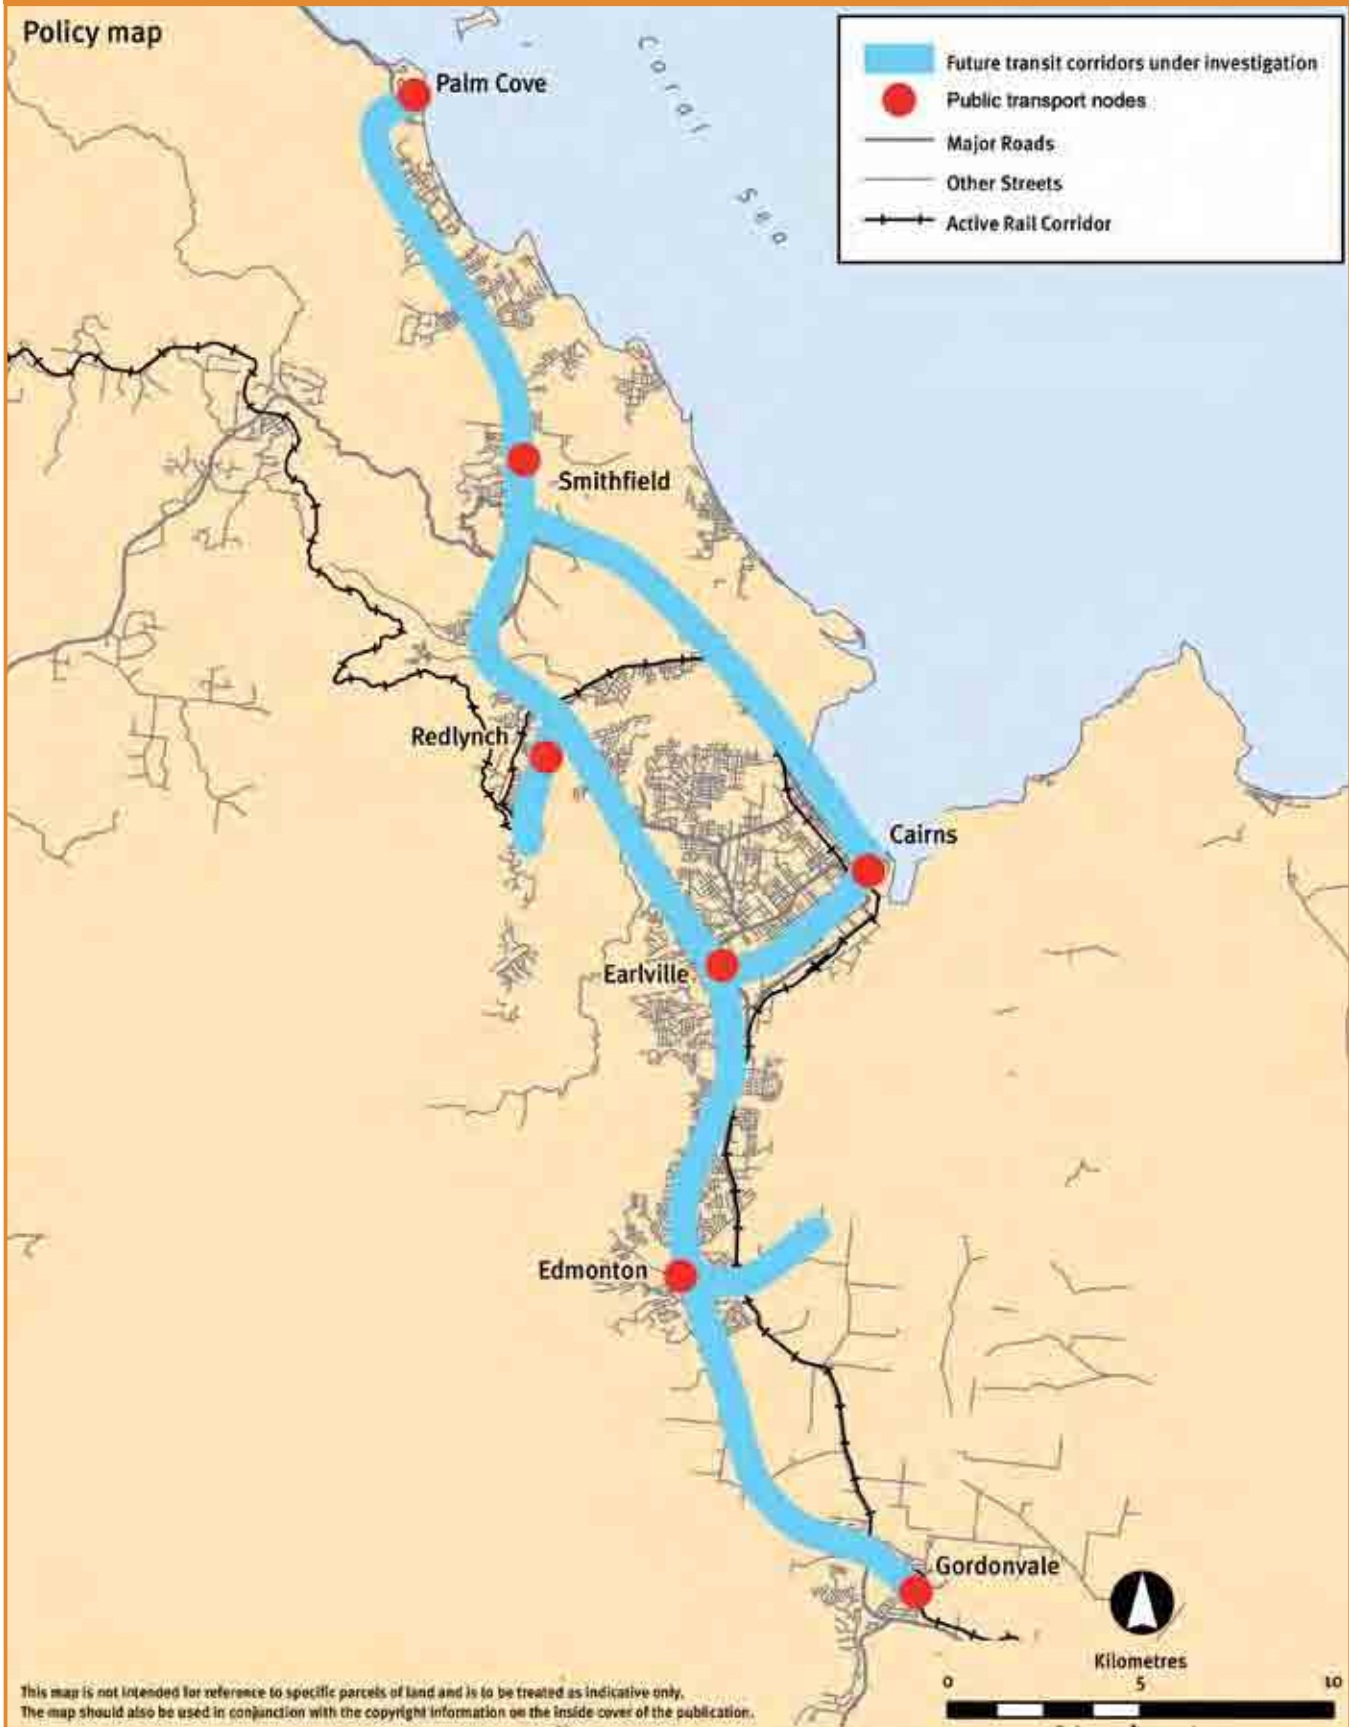 Policy map
Palm Cove
Coral Sea
Future transit corridors under investigation
Public transport nodes
Major Roads
Other Streets
Active Rail Corridor
Smithfield
Redlynch
Cairns
Earlville
Edmonton
Gordonvale
Kilometres
0 5 10
This map is not intended for reference to specific parcels of land and is to be treated as indicative only.
The map should also be used in conjunction with the copyright information on the inside cover of the publication.